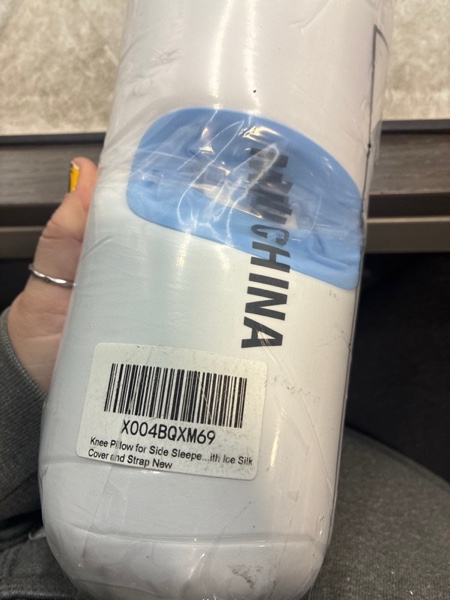 CHINA
X004BQXM69
Knee Pillow for Side Sleepe...ith Ice Silk
Cover and Strap New